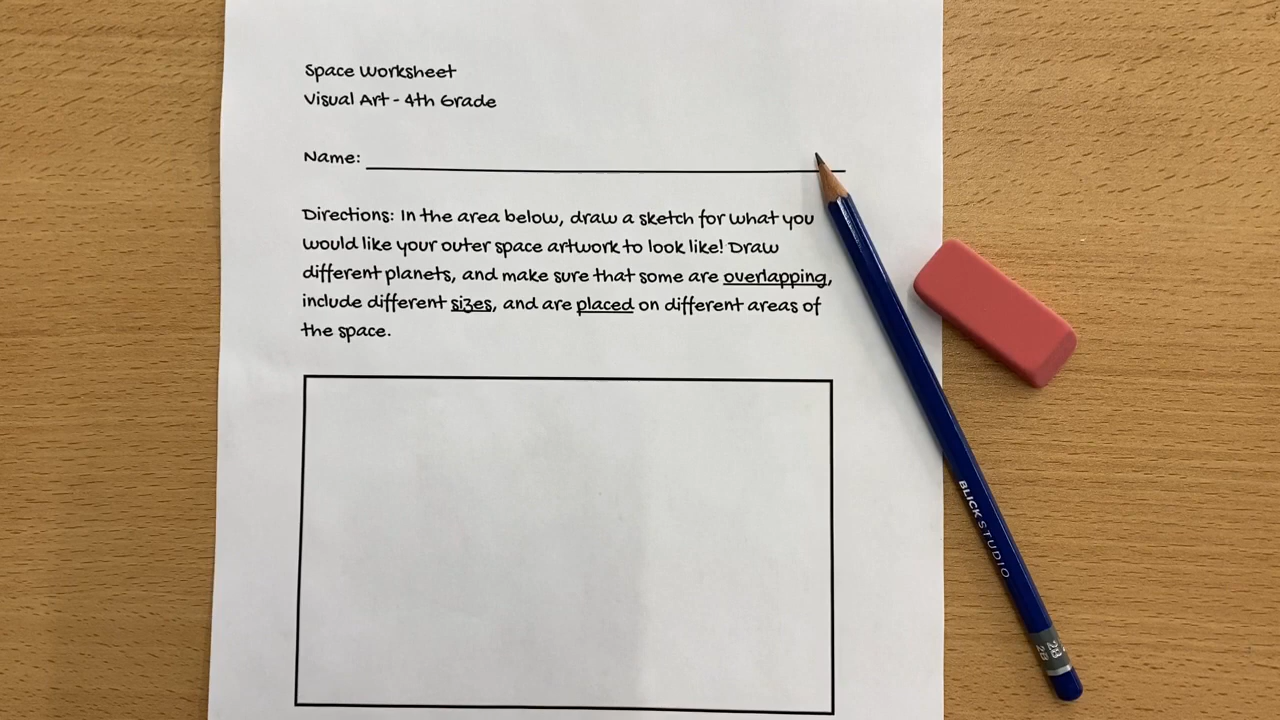 Space Worksheet
Visual Art - 4th Grade
Name:
Directions: In the area below, draw a sketch for what you
would like your outer space artwork to look like! Draw
different planets, and make sure that some are overlapping,
include different sizes, and are placed on different areas of
the space.
BLICK STUDIO
2B
2B